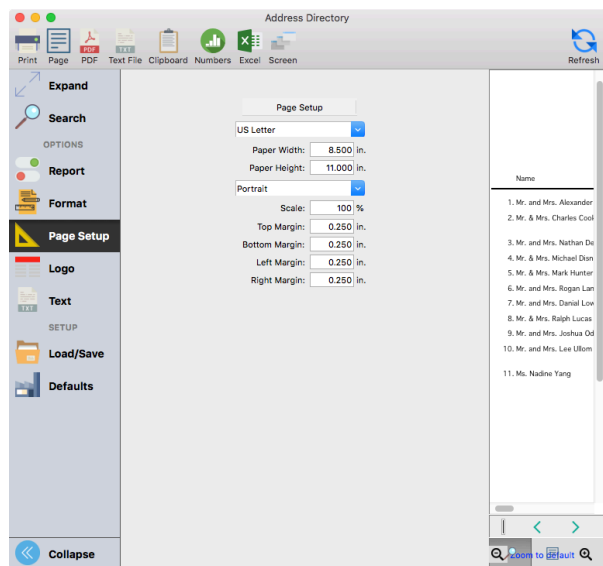 Address Directory
Print Page PDF Text File Clipboard Numbers Excel Screen Refresh
Expand
Search
OPTIONS
Report
Format
Page Setup
Logo
Text
SETUP
Load/Save
Defaults
Collapse
Page Setup
US Letter
Paper Width: 8.500 in.
Paper Height: 11.000 in.
Portrait
Scale: 100 %
Top Margin: 0.250 in.
Bottom Margin: 0.250 in.
Left Margin: 0.250 in.
Right Margin: 0.250 in.
Name
1. Mr. and Mrs. Alexander
2. Mr. & Mrs. Charles Cool
3. Mr. and Mrs. Nathan De
4. Mr. & Mrs. Michael Disn
5. Mr. & Mrs. Mark Hunter
6. Mr. and Mrs. Rogan Lan
7. Mr. and Mrs. Danial Low
8. Mr. & Mrs. Ralph Lucas
9. Mr. and Mrs. Joshua Od
10. Mr. and Mrs. Lee Ullom
11. Ms. Nadine Yang
Zoom to default